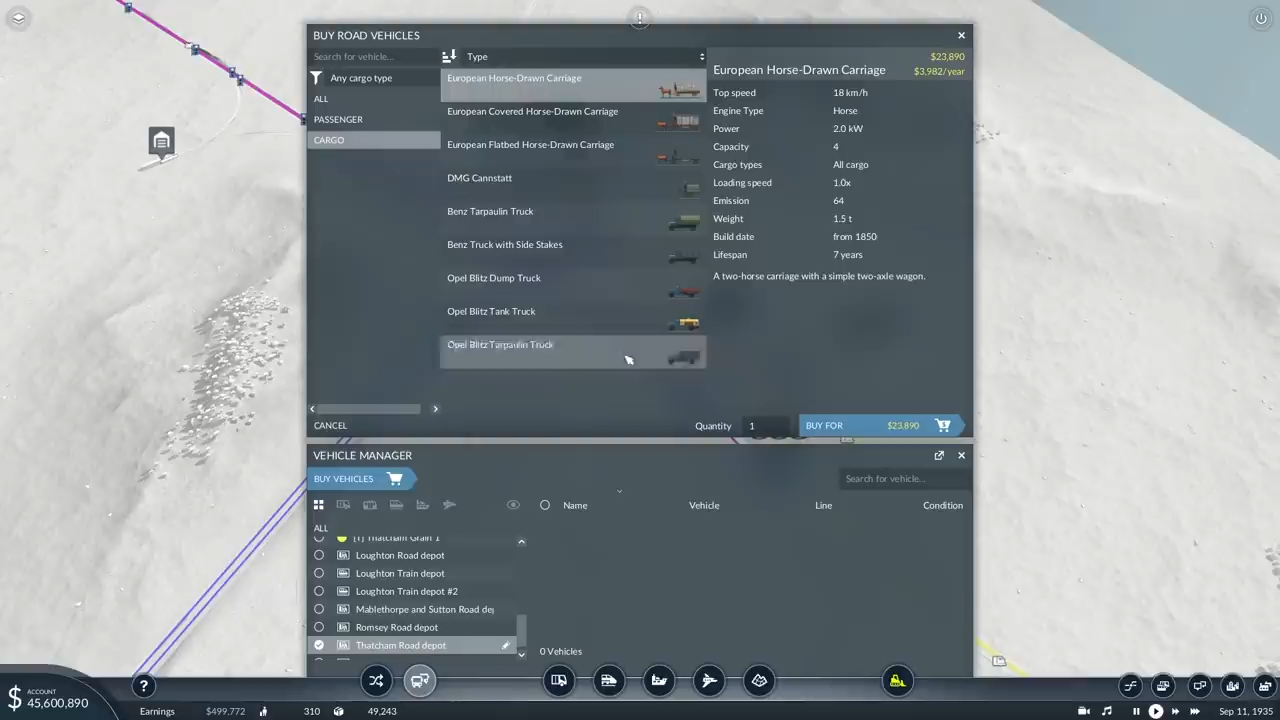 BUY ROAD VEHICLES
Search for vehicle...
Type
Any cargo type
ALL
PASSENGER
CARGO
European Horse-Drawn Carriage
European Covered Horse-Drawn Carriage
European Flatbed Horse-Drawn Carriage
DMG Cannstatt
Benz Tarpaulin Truck
Benz Truck with Side Stakes
Opel Blitz Dump Truck
Opel Blitz Tank Truck
Opel Blitz Tarpaulin Truck
$23,890
European Horse-Drawn Carriage
$3,982/year
Top speed 18 km/h
Engine Type Horse
Power 2.0 kW
Capacity 4
Cargo types All cargo
Loading speed 1.0x
Emission 64
Weight 1.5 t
Build date from 1850
Lifespan 7 years
A two-horse carriage with a simple two-axle wagon.
CANCEL
Quantity 1
BUY FOR $23,890
VEHICLE MANAGER
BUY VEHICLES
Search for vehicle...
Name Vehicle Line Condition
ALL
[1] Thatcham Grain 1
Loughton Road depot
Loughton Train depot
Loughton Train depot #2
Mablethorpe and Sutton Road de
Romsey Road depot
Thatcham Road depot
0 Vehicles
$ ACCOUNT
45,600,890
?
Earnings $499,772 310 49,243
Sep 11, 1935